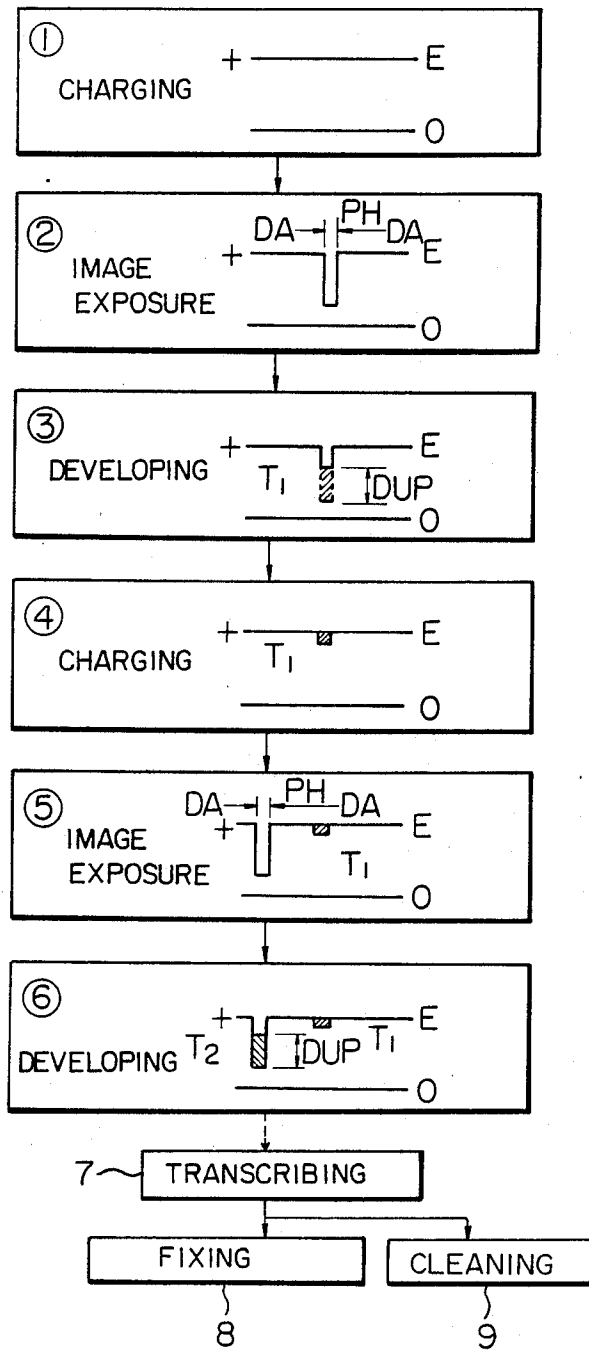 ①
CHARGING
+ E
O
②
PH
DA DA
+ E
IMAGE
EXPOSURE
O
③
+ E
DEVELOPING T1 DUP
O
④
+ E
CHARGING T1
O
⑤
DA PH DA
+ E
IMAGE
EXPOSURE T1
O
⑥
+ E
DEVELOPING T2 DUP T1
O
7 TRANSCRIBING
FIXING CLEANING
8 9